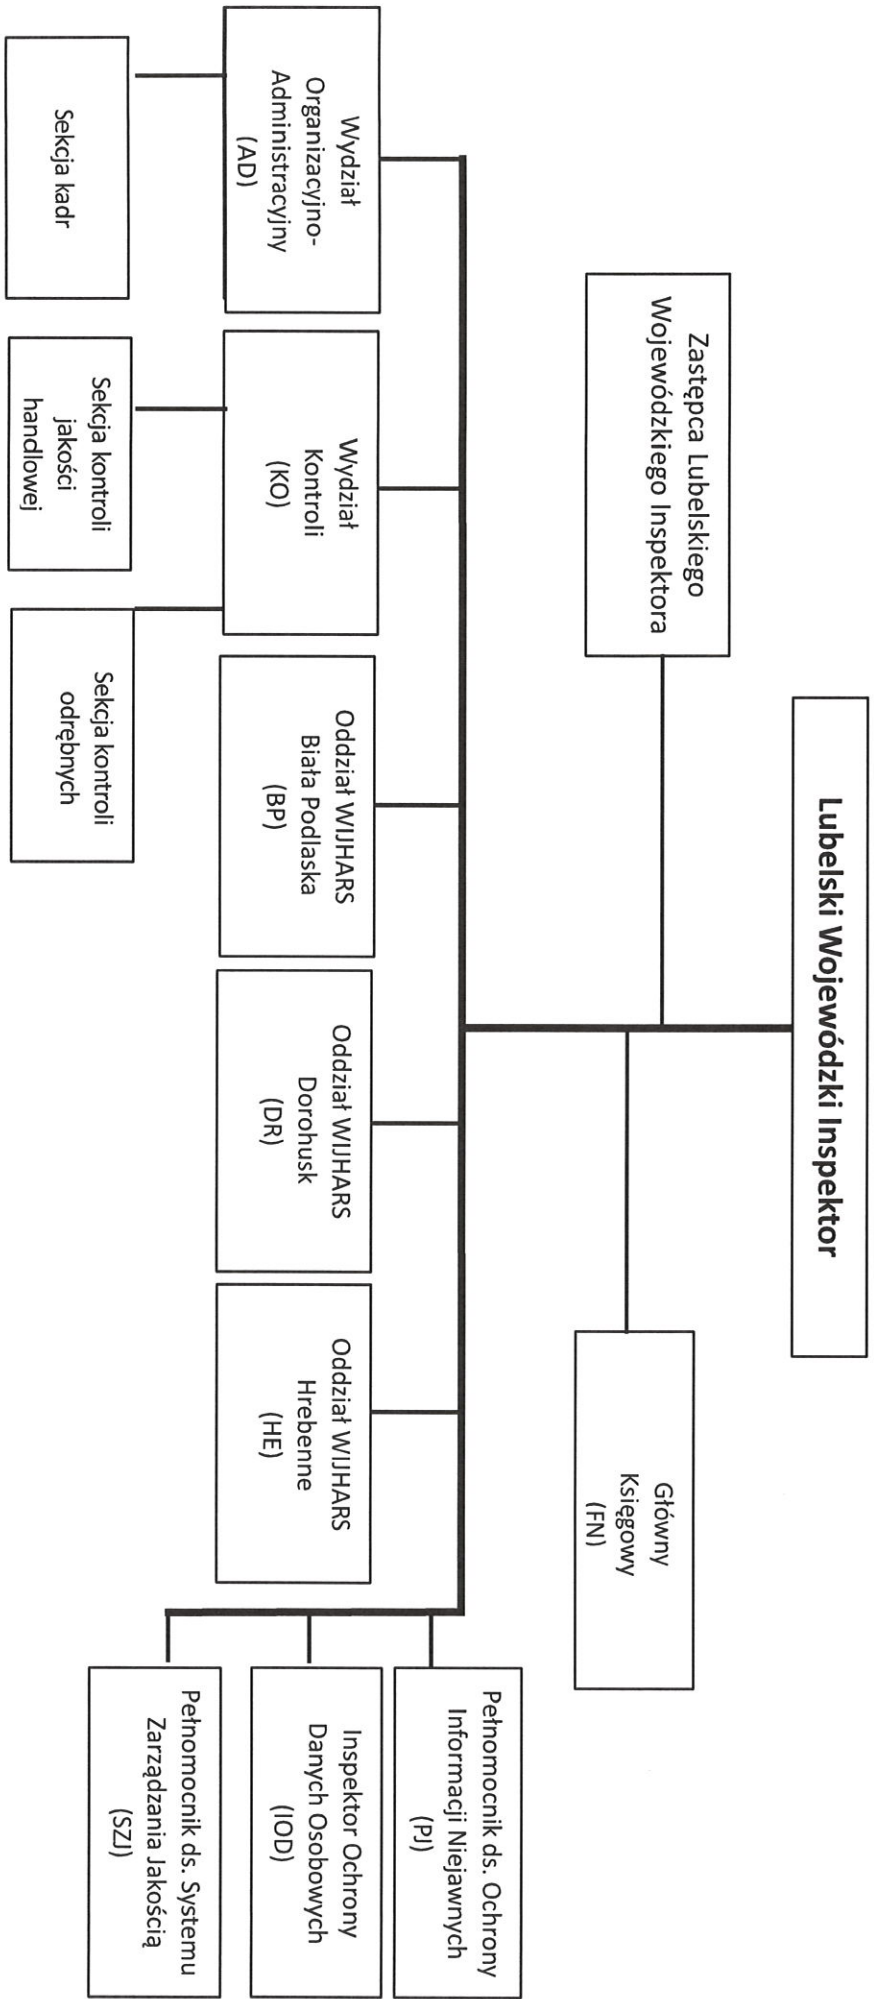 Lubelski Wojewódzki Inspektor
Zastępca Lubelskiego
Wojewódzkiego Inspektora
Główny
Księgowy
(FN)
Wydział
Organizacyjno-
Administracyjny
(AD)
Wydział
Kontroli
(KO)
Oddział WIJHARS
Biała Podlaska
(BP)
Oddział WIJHARS
Dorohusk
(DR)
Oddział WIJHARS
Hrebenne
(HE)
Pełnomocnik ds. Ochrony
Informacji Niejawnych
(PJ)
Inspektor Ochrony
Danych Osobowych
(IOD)
Pełnomocnik ds. Systemu
Zarządzania Jakością
(SZJ)
Sekcja kadr
Sekcja kontroli
jakości
handlowej
Sekcja kontroli
odrębnych